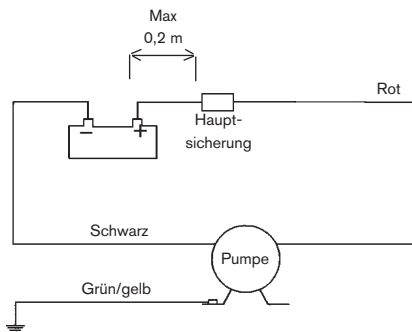 Max
0,2 m
Rot
Haupt-
sicherung
Schwarz
Pumpe
Grün/gelb